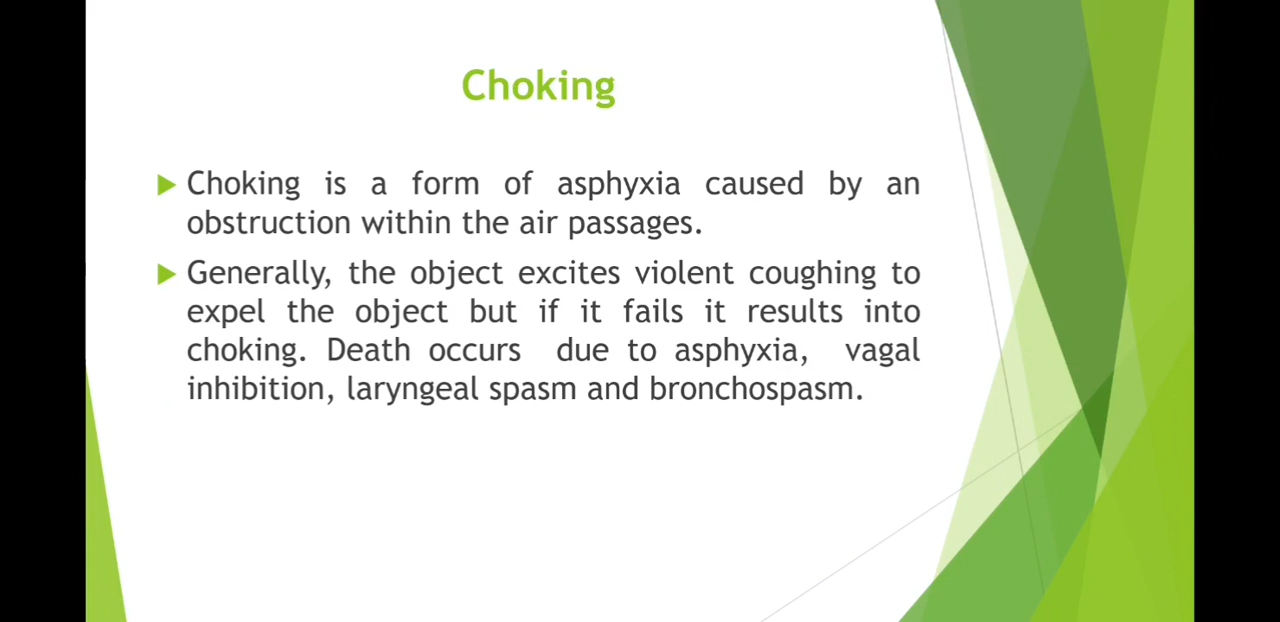 Choking
Choking is a form of asphyxia caused by an
obstruction within the air passages.
Generally, the object excites violent coughing to
expel the object but if it fails it results into
choking. Death occurs due to asphyxia, vagal
inhibition, laryngeal spasm and bronchospasm.